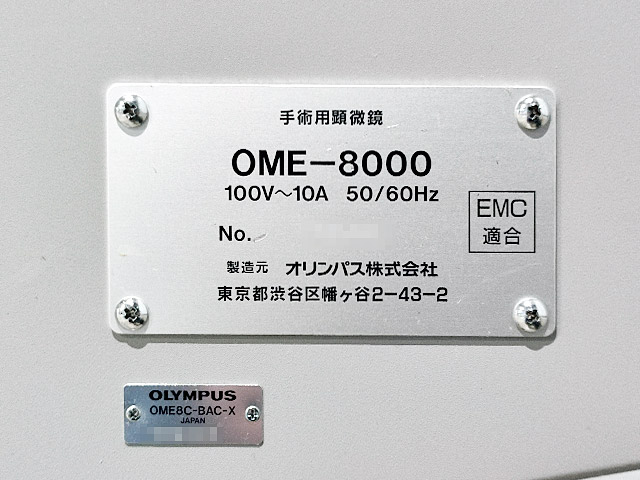 手術用顕微鏡
OME-8000
100V~10A 50/60Hz
No.
EMC
適合
製造元 オリンパス株式会社
東京都渋谷区幡ヶ谷2-43-2
OLYMPUS
OME8C-BAC-X
JAPAN